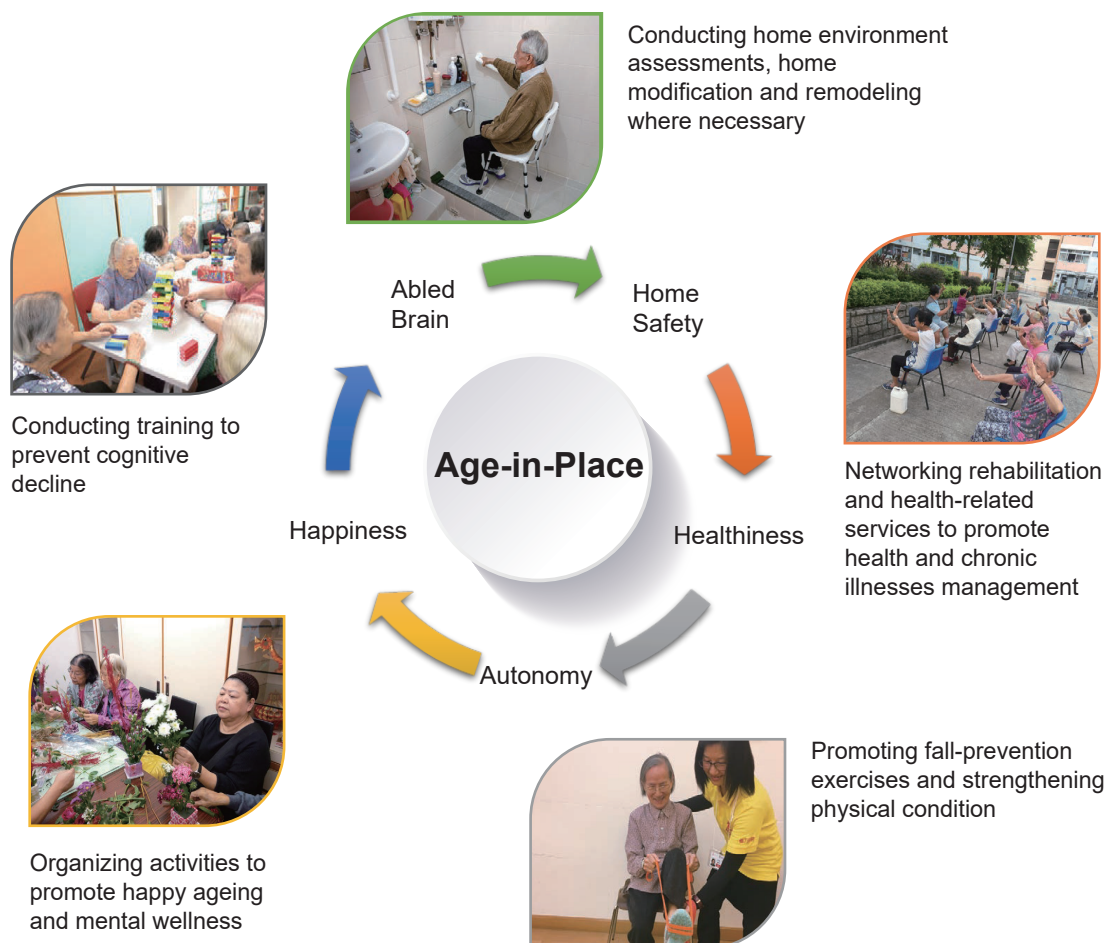 Conducting home environment
assessments, home
modification and remodeling
where necessary
Abled
Brain
Home
Safety
Age-in-Place
Conducting training to
prevent cognitive
decline
Networking rehabilitation
and health-related
services to promote
health and chronic
illnesses management
Happiness
Healthiness
Autonomy
Promoting fall-prevention
exercises and strengthening
physical condition
Organizing activities to
promote happy ageing
and mental wellness